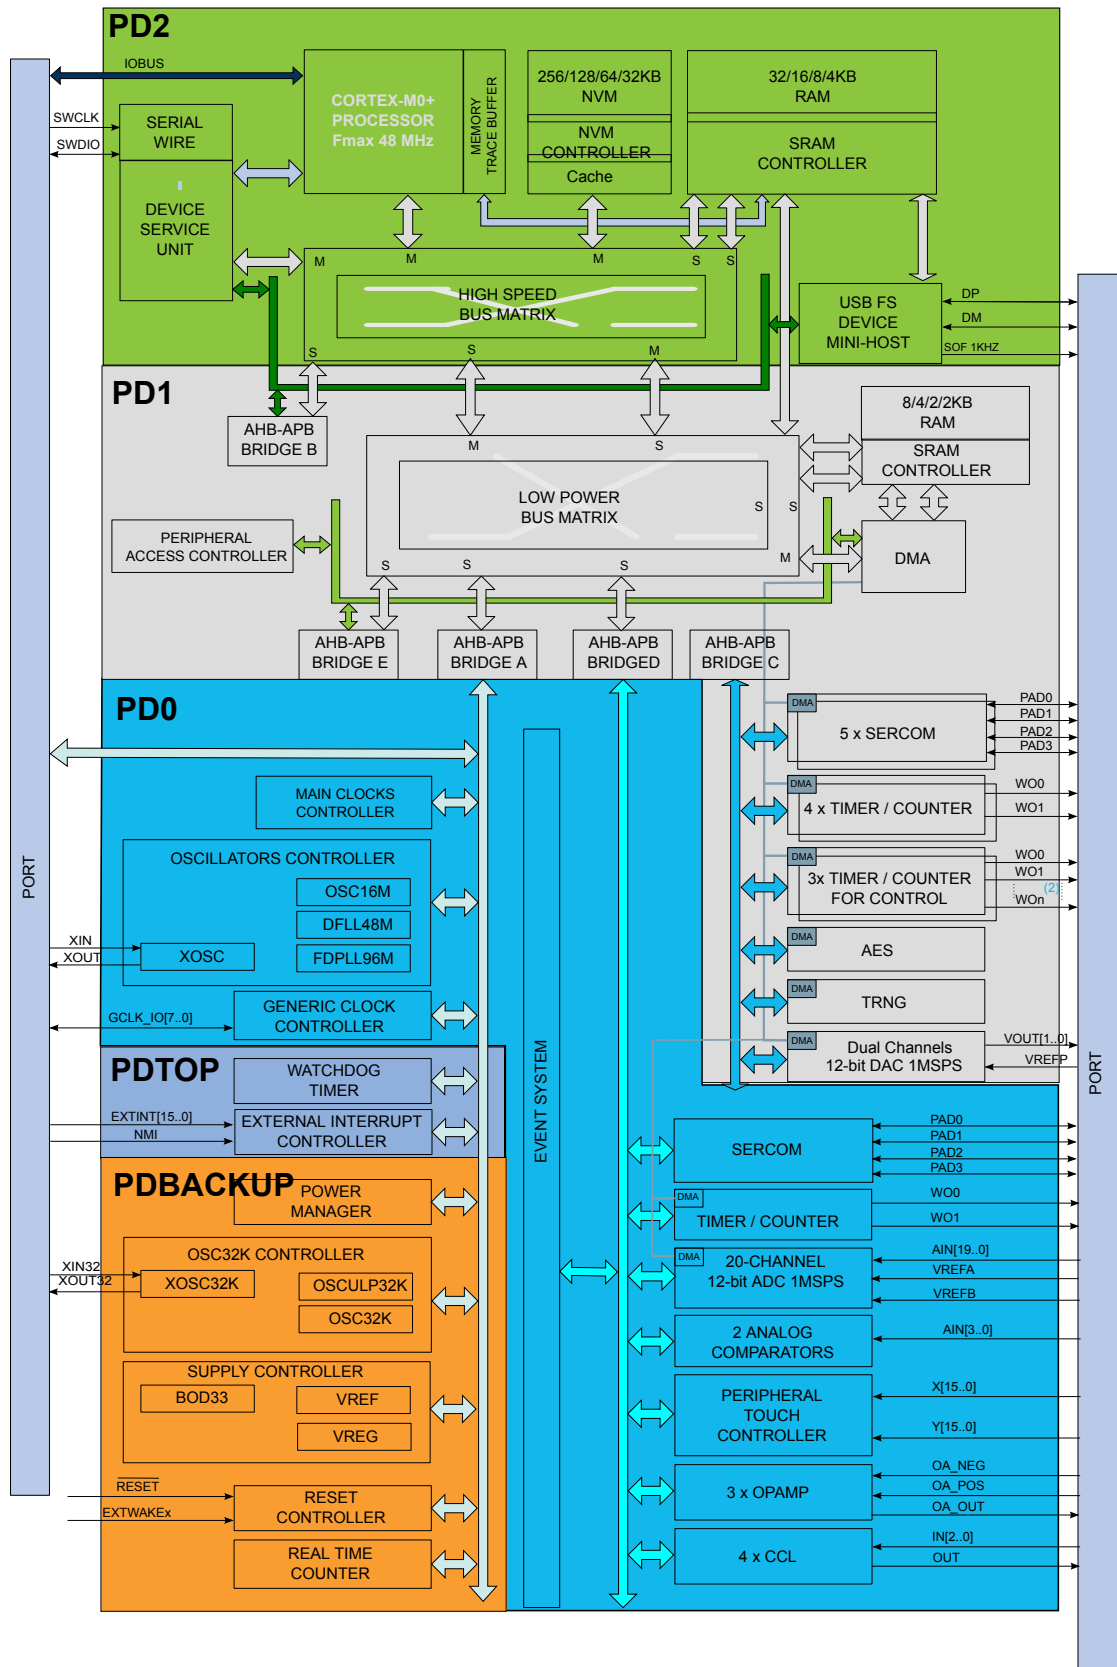 PD2
IOBUS
CORTEX-M0+
PROCESSOR
Fmax 48 MHz
MEMORY
TRACE BUFFER
256/128/64/32KB
NVM
NVM
CONTROLLER
Cache
32/16/8/4KB
RAM
SRAM
CONTROLLER
SWCLK
SWDIO
SERIAL
WIRE
DEVICE
SERVICE
UNIT
M
M
M
S
S
HIGH SPEED
BUS MATRIX
S
S
M
USB FS
DEVICE
MINI-HOST
DP
DM
SOF 1KHZ
PD1
AHB-APB
BRIDGE B
8/4/2/2KB
RAM
SRAM
CONTROLLER
M
S
LOW POWER
BUS MATRIX
S
S
M
S
S
S
PERIPHERAL
ACCESS CONTROLLER
DMA
AHB-APB
BRIDGE E
AHB-APB
BRIDGE A
AHB-APB
BRIDGED
AHB-APB
BRIDGE C
PD0
PORT
PORT
DMA
5 x SERCOM
PAD0
PAD1
PAD2
PAD3
MAIN CLOCKS
CONTROLLER
DMA
4 x TIMER / COUNTER
WO0
WO1
OSCILLATORS CONTROLLER
OSC16M
DFLL48M
FDPLL96M
XOSC
XIN
XOUT
DMA
3x TIMER / COUNTER
FOR CONTROL
WO0
WO1
(2)
WOn
DMA
AES
DMA
TRNG
GCLK_IO[7..0]
GENERIC CLOCK
CONTROLLER
DMA
Dual Channels
12-bit DAC 1MSPS
VOUT[1..0]
VREFP
EVENT SYSTEM
PDTOP
WATCHDOG
TIMER
EXTINT[15..0]
NMI
EXTERNAL INTERRUPT
CONTROLLER
SERCOM
PAD0
PAD1
PAD2
PAD3
PDBACKUP
POWER
MANAGER
DMA
TIMER / COUNTER
WO0
WO1
OSC32K CONTROLLER
XIN32
XOUT32
XOSC32K
OSCULP32K
OSC32K
DMA
20-CHANNEL
12-bit ADC 1MSPS
AIN[19..0]
VREFA
VREFB
2 ANALOG
COMPARATORS
AIN[3..0]
SUPPLY CONTROLLER
BOD33
VREF
VREG
PERIPHERAL
TOUCH
CONTROLLER
X[15..0]
Y[15..0]
RESET
EXTWAKEx
RESET
CONTROLLER
3 x OPAMP
OA_NEG
OA_POS
OA_OUT
REAL TIME
COUNTER
4 x CCL
IN[2..0]
OUT